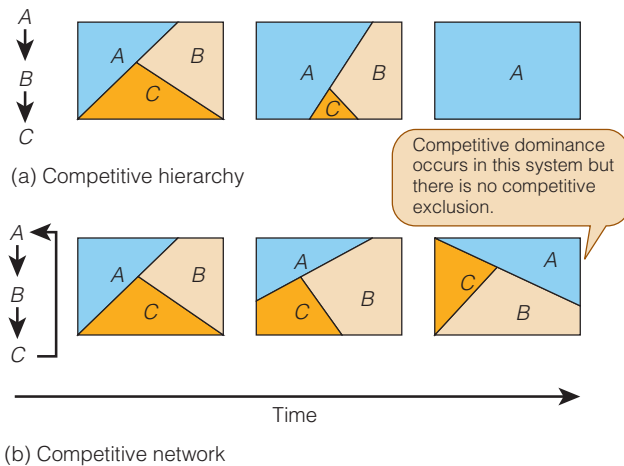 A
B
C
A
B
C
A
B
C
A
(a) Competitive hierarchy
Competitive dominance
occurs in this system but
there is no competitive
exclusion.
A
B
C
A
B
C
A
B
C
A
C
B
Time
(b) Competitive network